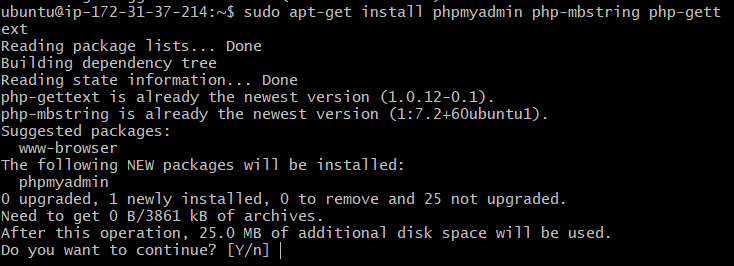 ubuntu@ip-172-31-37-214:~$ sudo apt-get install phpmyadmin php-mbstring php-gett
ext
Reading package lists... Done
Building dependency tree
Reading state information... Done
php-gettext is already the newest version (1.0.12-0.1).
php-mbstring is already the newest version (1:7.2+60ubuntu1).
Suggested packages:
  www-browser
The following NEW packages will be installed:
  phpmyadmin
0 upgraded, 1 newly installed, 0 to remove and 25 not upgraded.
Need to get 0 B/3861 kB of archives.
After this operation, 25.0 MB of additional disk space will be used.
Do you want to continue? [Y/n]